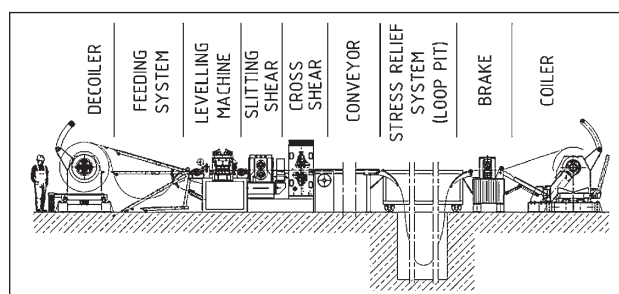 DECOILER
FEEDING
SYSTEM
LEVELLING
MACHINE
SLITTING
SHEAR
CROSS
SHEAR
CONVEYOR
STRESS RELIEF
SYSTEM
(LOOP PIT)
BRAKE
COILER